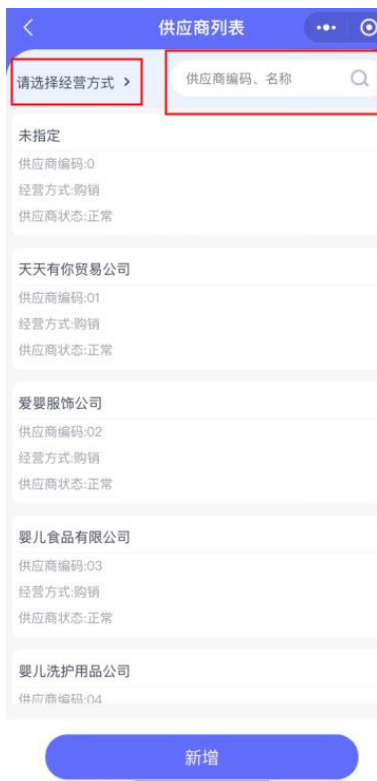 供应商列表
请选择经营方式 >
供应商编码、名称
未指定
供应商编码:0
经营方式:购销
供应商状态:正常
天天有你贸易公司
供应商编码:01
经营方式:购销
供应商状态:正常
爱婴服饰公司
供应商编码:02
经营方式:购销
供应商状态:正常
婴儿食品有限公司
供应商编码:03
经营方式:购销
供应商状态:正常
婴儿洗护用品公司
供应商编码:04
新增